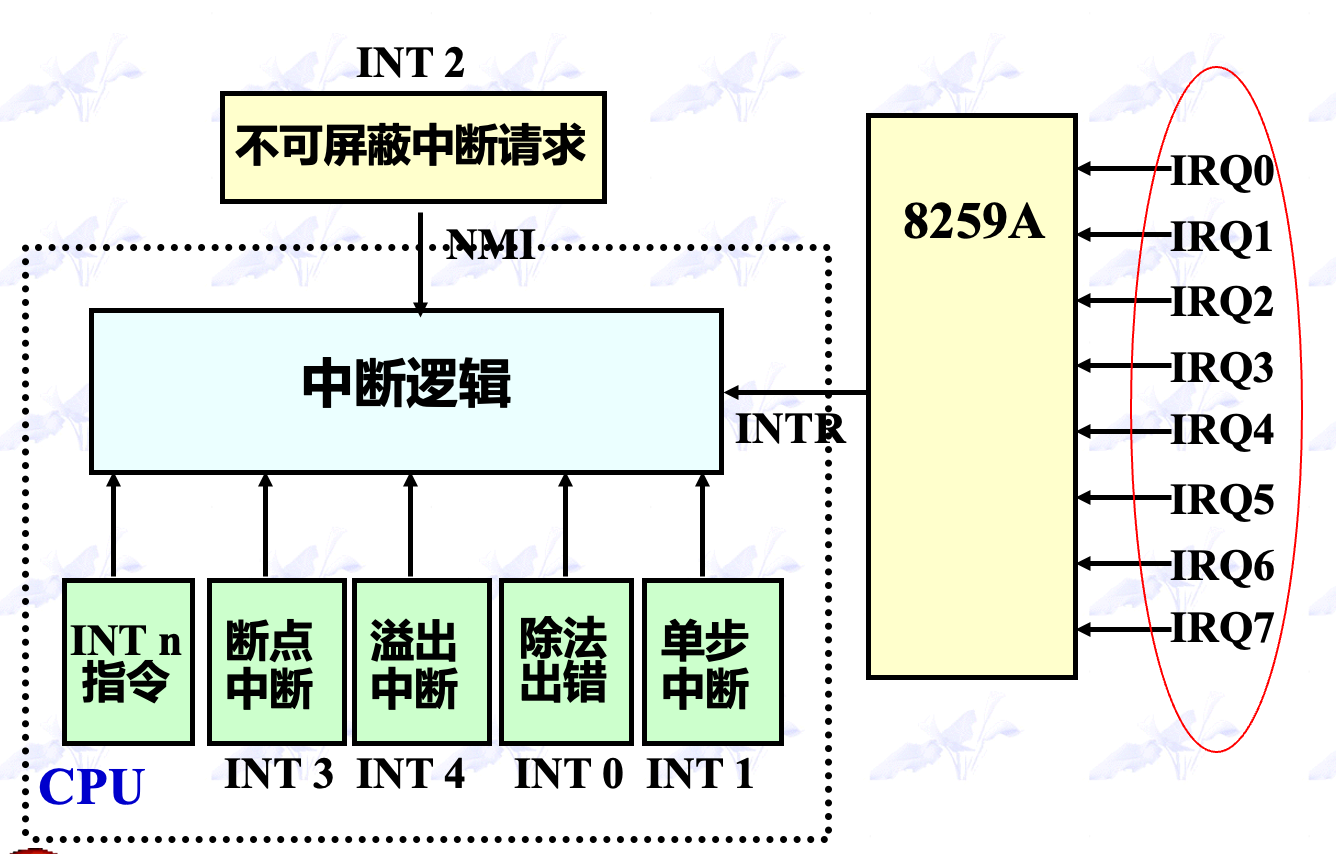 INT 2
不可屏蔽中断请求
NMI
8259A
IRQ0
IRQ1
IRQ2
IRQ3
IRQ4
IRQ5
IRQ6
IRQ7
中断逻辑
INTR
INT n
指令
断点
中断
溢出
中断
除法
出错
单步
中断
INT 3
INT 4
INT 0
INT 1
CPU